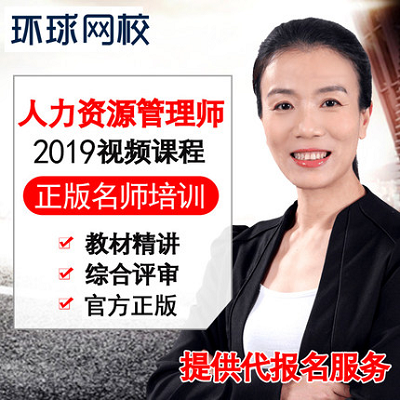 环球网校
人力资源管理师
2019视频课程
正版名师培训
教材精讲
综合评审
官方正版
提供代报名服务